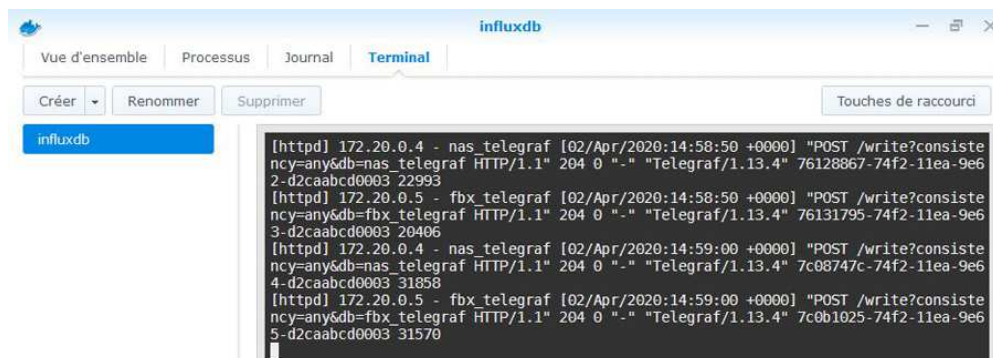 influxdb
Vue d'ensemble Processus Journal Terminal
Créer Renommer Supprimer Touches de raccourci
influxdb
[httpd] 172.20.0.4 - nas_telegraf [02/Apr/2020:14:58:50 +0000] "POST /write?consiste
ncy=any&db=nas_telegraf HTTP/1.1" 204 0 "-" "Telegraf/1.13.4" 76128867-74f2-11ea-9e6
2-d2caabcd0003 22993
[httpd] 172.20.0.5 - fbx_telegraf [02/Apr/2020:14:58:50 +0000] "POST /write?consiste
ncy=any&db=fbx_telegraf HTTP/1.1" 204 0 "-" "Telegraf/1.13.4" 76131795-74f2-11ea-9e6
3-d2caabcd0003 20406
[httpd] 172.20.0.4 - nas_telegraf [02/Apr/2020:14:59:00 +0000] "POST /write?consiste
ncy=any&db=nas_telegraf HTTP/1.1" 204 0 "-" "Telegraf/1.13.4" 7c08747c-74f2-11ea-9e6
4-d2caabcd0003 31858
[httpd] 172.20.0.5 - fbx_telegraf [02/Apr/2020:14:59:00 +0000] "POST /write?consiste
ncy=any&db=fbx_telegraf HTTP/1.1" 204 0 "-" "Telegraf/1.13.4" 7c0b1025-74f2-11ea-9e6
5-d2caabcd0003 31570